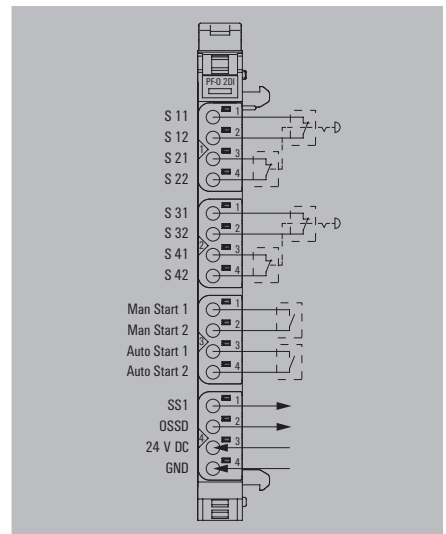 PF-O 2DI
S 11 1
S 12 2
S 21 3
S 22 4
1
S 31 1
S 32 2
S 41 3
S 42 4
2
Man Start 1 1
Man Start 2 2
Auto Start 1 3
Auto Start 2 4
3
SS1 1
OSSD 2
24 V DC 3
GND 4
4